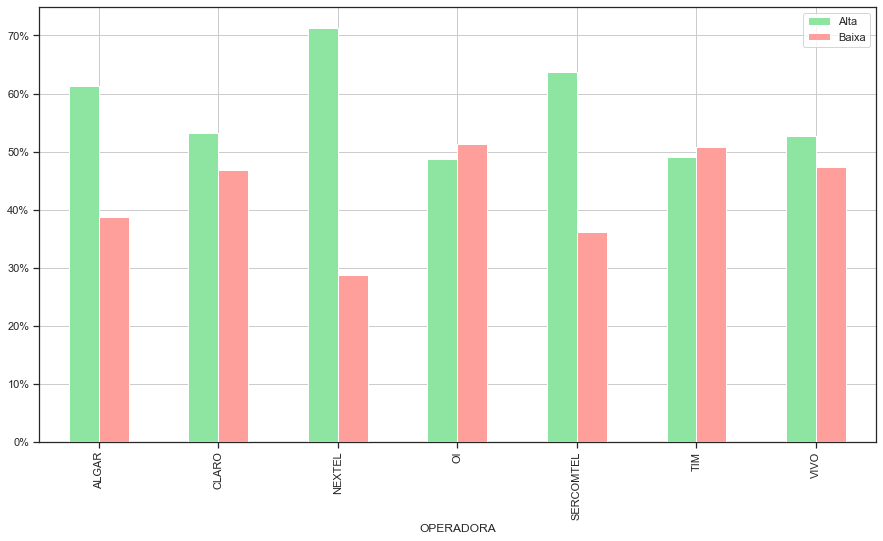 Alta
Baixa
70%
60%
50%
40%
30%
20%
10%
0%
ALGAR
CLARO
NEXTEL
OI
SERCOMTEL
TIM
VIVO
OPERADORA